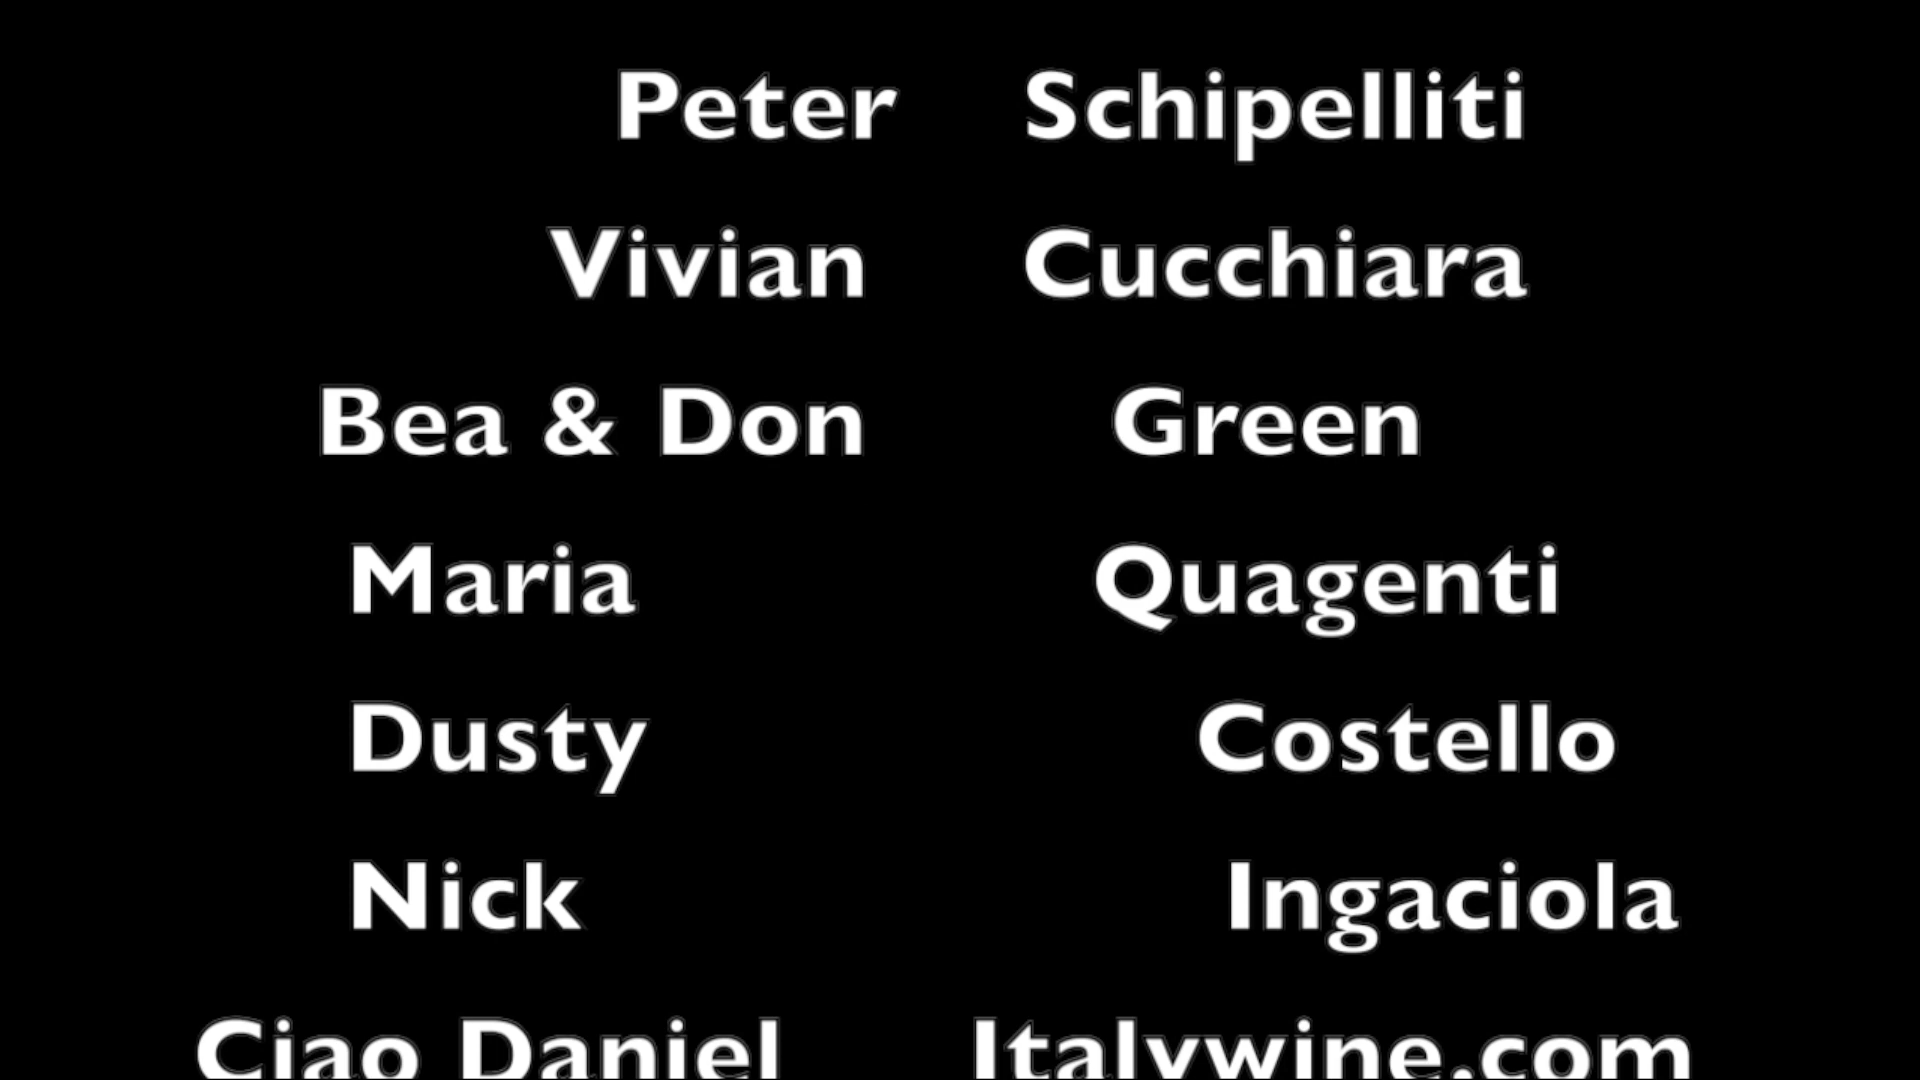 Peter Schipelliti
Vivian Cucchiara
Bea & Don Green
Maria Quagenti
Dusty Costello
Nick Ingaciola
Ciao Daniel Italywine.com